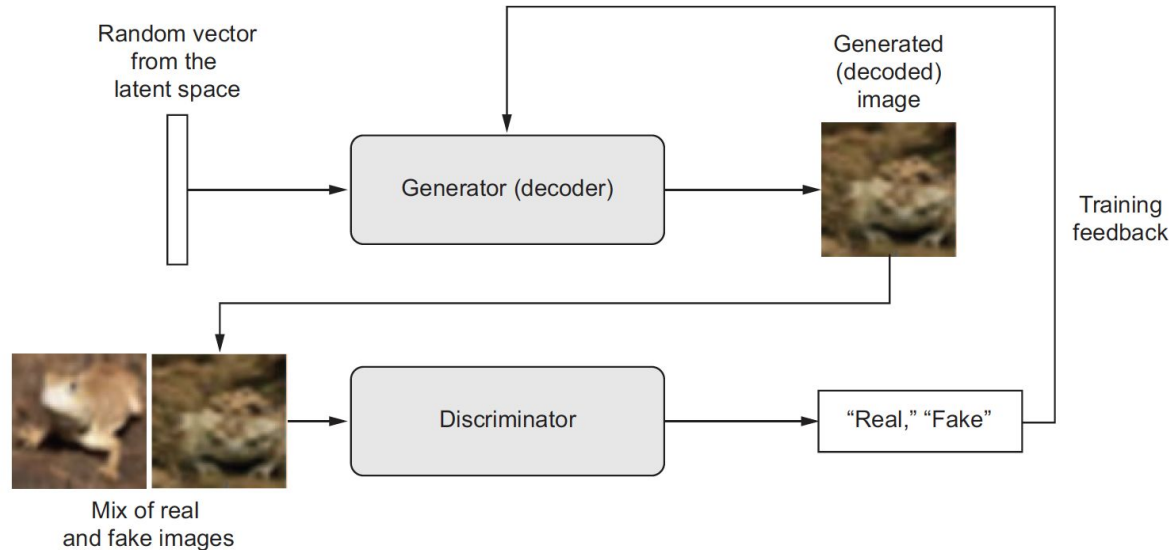 Random vector
from the
latent space
Generator (decoder)
Generated
(decoded)
image
Training
feedback
Discriminator
“Real,” “Fake”
Mix of real
and fake images